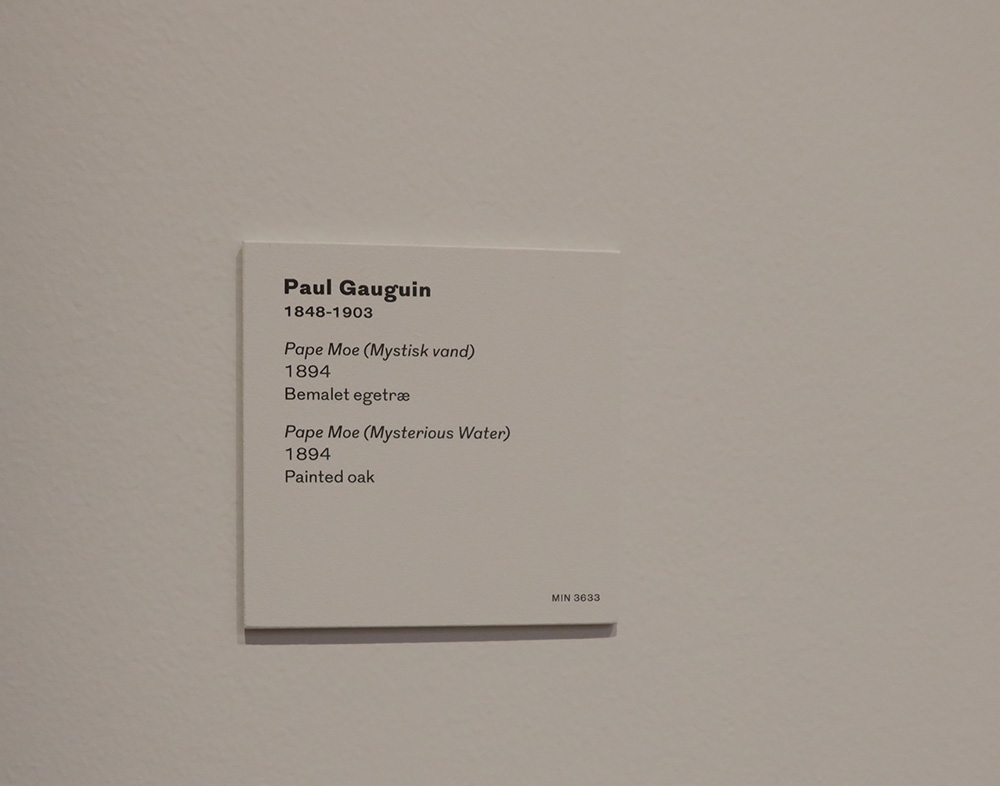 Paul Gauguin
1848-1903
Pape Moe (Mystisk vand)
1894
Bemalet egetræ
Pape Moe (Mysterious Water)
1894
Painted oak
MIN 3633